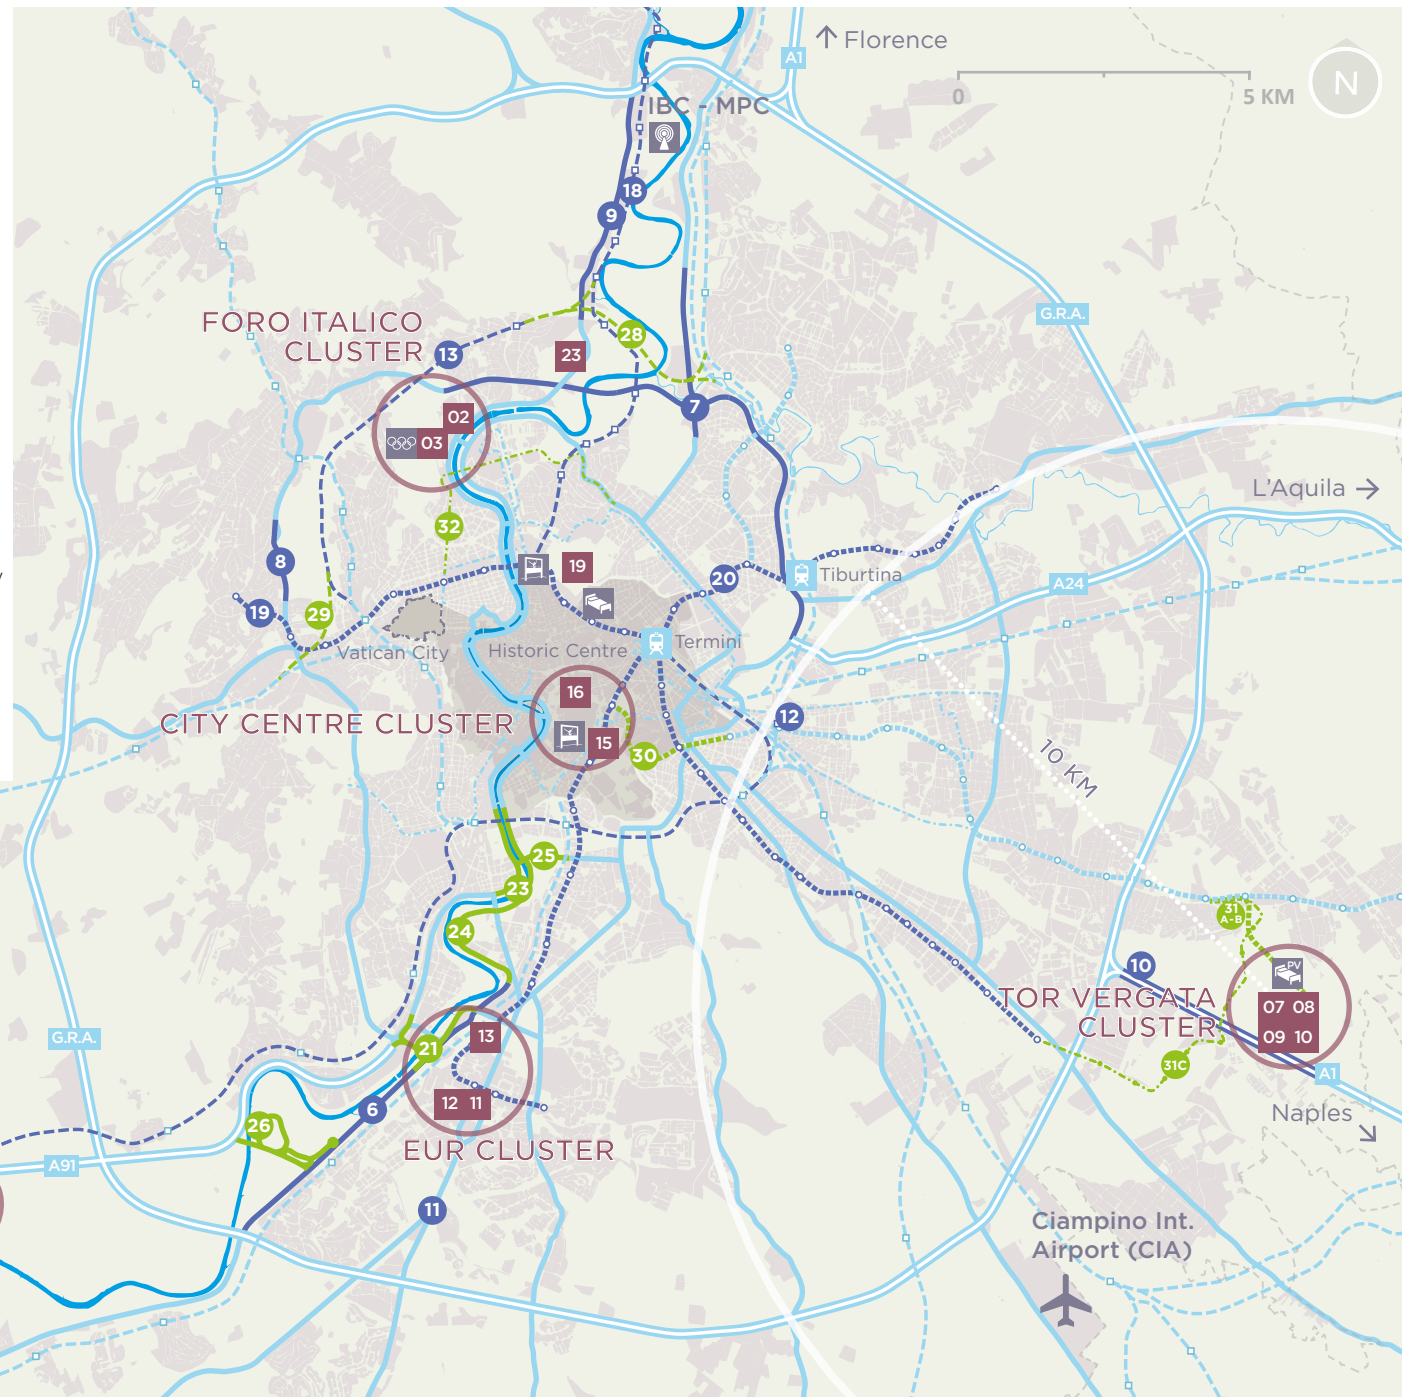 Florence
A1
N
0
5 KM
IBC - MPC
18
9
G.R.A.
FORO ITALICO
CLUSTER
13
28
23
7
02
03
L'Aquila
32
8
19
20
Tiburtina
A24
19
29
Vatican City
Historic Centre
Termini
16
CITY CENTRE CLUSTER
12
15
30
10 KM
25
23
24
31
A-B
10
PV
TOR VERGATA
CLUSTER
07 08
09 10
G.R.A.
13
21
31C
A1
12 11
6
Naples
26
EUR CLUSTER
A91
11
Ciampino Int.
Airport (CIA)